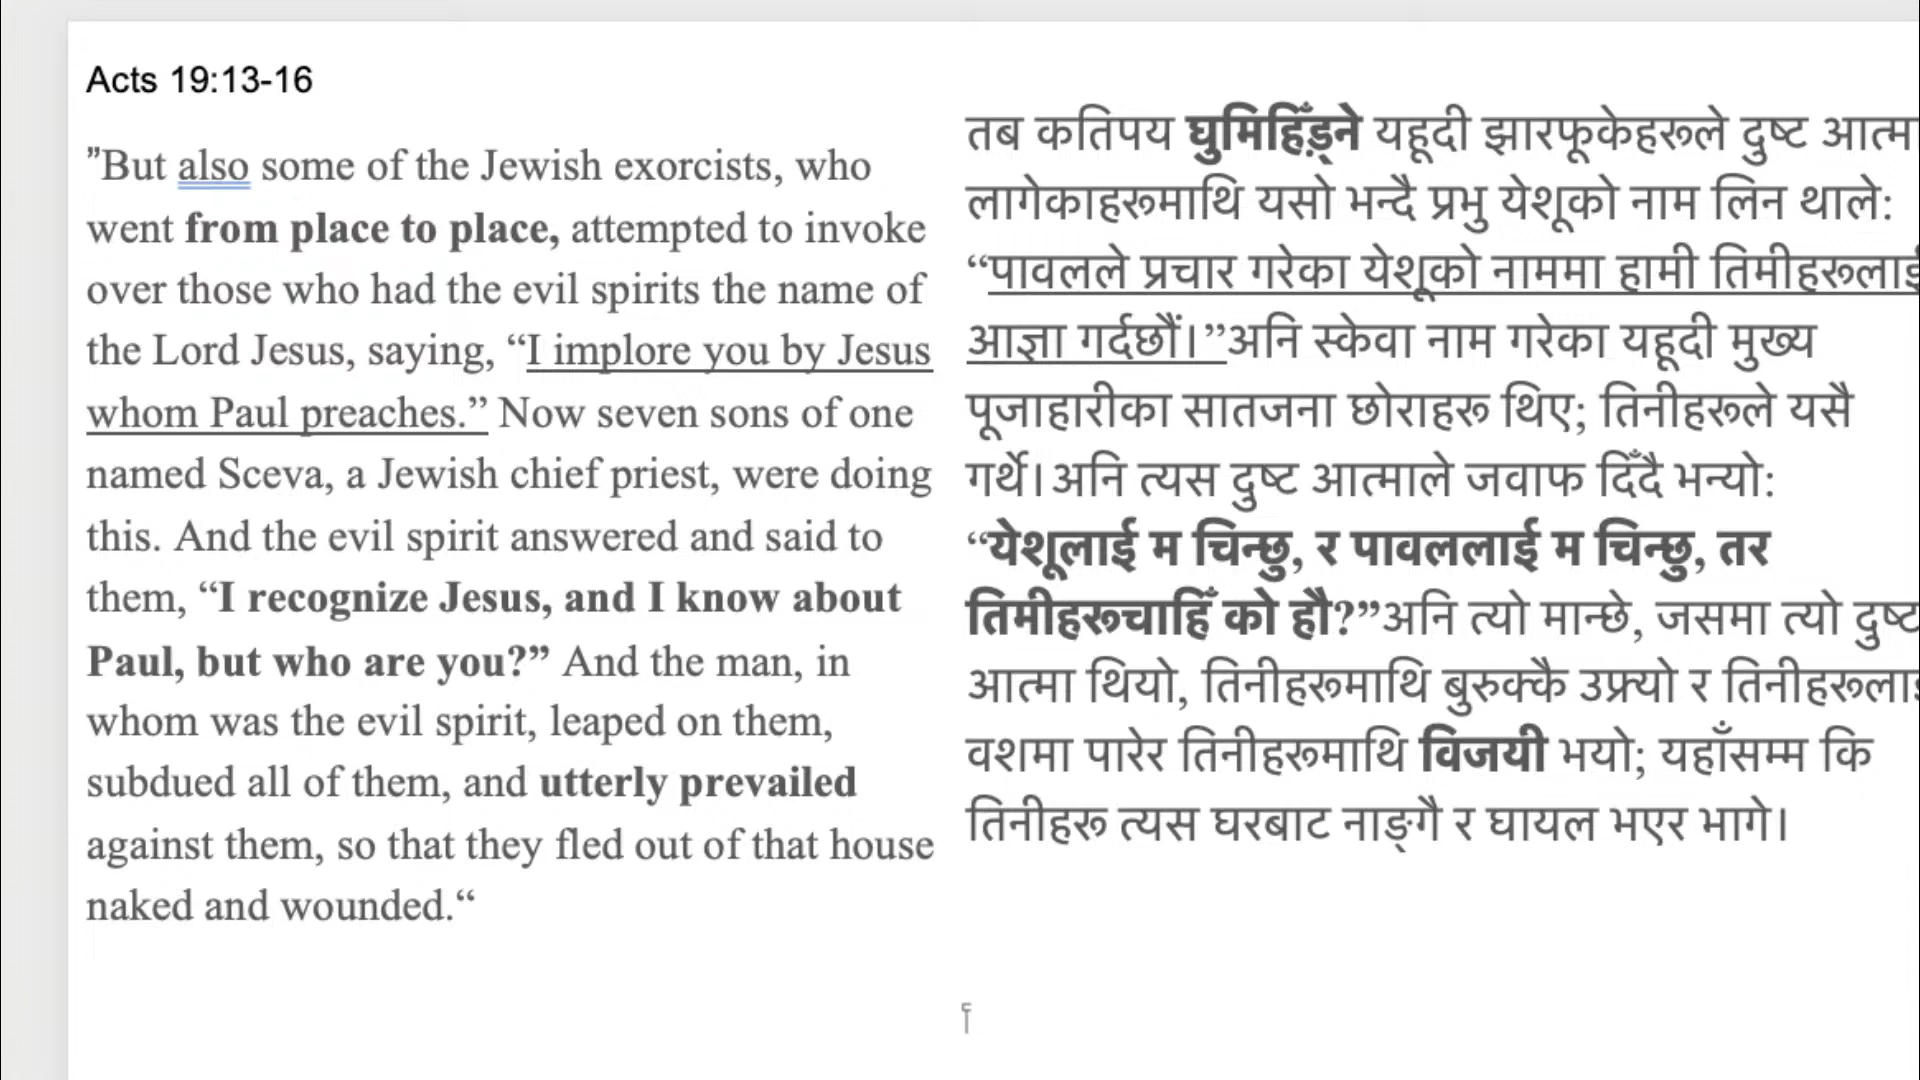 Acts 19:13-16
"But also some of the Jewish exorcists, who
went from place to place, attempted to invoke
over those who had the evil spirits the name of
the Lord Jesus, saying, “I implore you by Jesus
whom Paul preaches.” Now seven sons of one
named Sceva, a Jewish chief priest, were doing
this. And the evil spirit answered and said to
them, “I recognize Jesus, and I know about
Paul, but who are you?” And the man, in
whom was the evil spirit, leaped on them,
subdued all of them, and utterly prevailed
against them, so that they fled out of that house
naked and wounded.“
तब कतिपय घुमिहिँड़्ने यहूदी झारफूकेहरूले दुष्ट आत्म
लागेकाहरूमाथि यसो भन्दै प्रभु येशूको नाम लिन थाले:
“पावलले प्रचार गरेका येशूको नाममा हामी तिमीहरूलाई
आज्ञा गर्दछौं।”अनि स्केवा नाम गरेका यहूदी मुख्य
पूजाहारीका सातजना छोराहरू थिए; तिनीहरूले यसै
गर्थे। अनि त्यस दुष्ट आत्माले जवाफ दिँदै भन्यो:
“येशूलाई म चिन्छु, र पावललाई म चिन्छु, तर
तिमीहरूचाहिँ को हौ?”अनि त्यो मान्छे, जसमा त्यो दुष्ट
आत्मा थियो, तिनीहरूमाथि बुरुक्कै उफ्र्यो र तिनीहरूलाई
वशमा पारेर तिनीहरूमाथि विजयी भयो; यहाँसम्म कि
तिनीहरू त्यस घरबाट नाङ्गै र घायल भएर भागे।